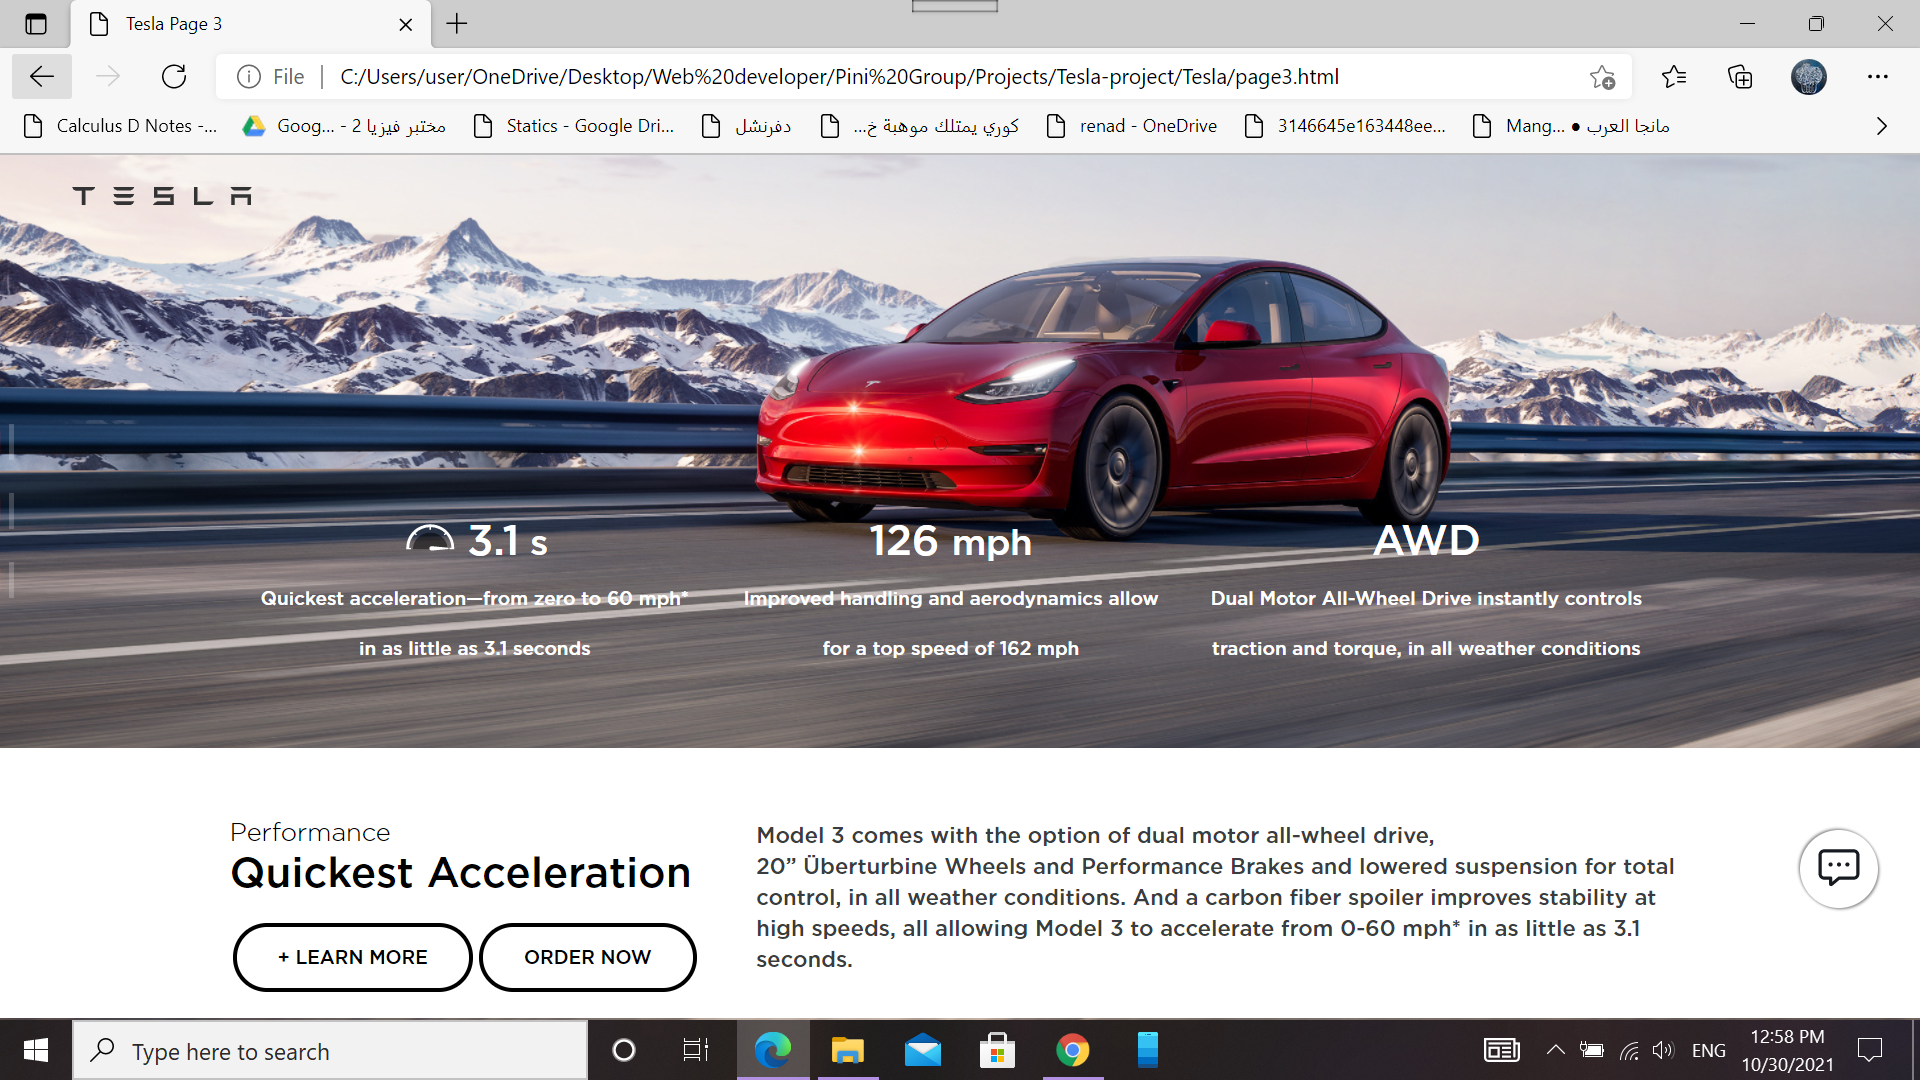 Tesla Page 3
File
C:/Users/user/OneDrive/Desktop/Web%20developer/Pini%20Group/Projects/Tesla-project/Tesla/page3.html
Calculus D Notes -...
Goog... - 2 مختبر فيزيا
Statics - Google Dri...
دفرنشل
كوري يمتلك موهبة خ...
renad - OneDrive
3146645e163448ee...
Mang... ● مانجا العرب
TESLA
3.1 s
126 mph
AWD
Quickest acceleration—from zero to 60 mph*
in as little as 3.1 seconds
Improved handling and aerodynamics allow
for a top speed of 162 mph
Dual Motor All-Wheel Drive instantly controls
traction and torque, in all weather conditions
Performance
Quickest Acceleration
+ LEARN MORE
ORDER NOW
Model 3 comes with the option of dual motor all-wheel drive,
20” Überturbine Wheels and Performance Brakes and lowered suspension for total
control, in all weather conditions. And a carbon fiber spoiler improves stability at
high speeds, all allowing Model 3 to accelerate from 0-60 mph* in as little as 3.1
seconds.
Type here to search
ENG
12:58 PM
10/30/2021